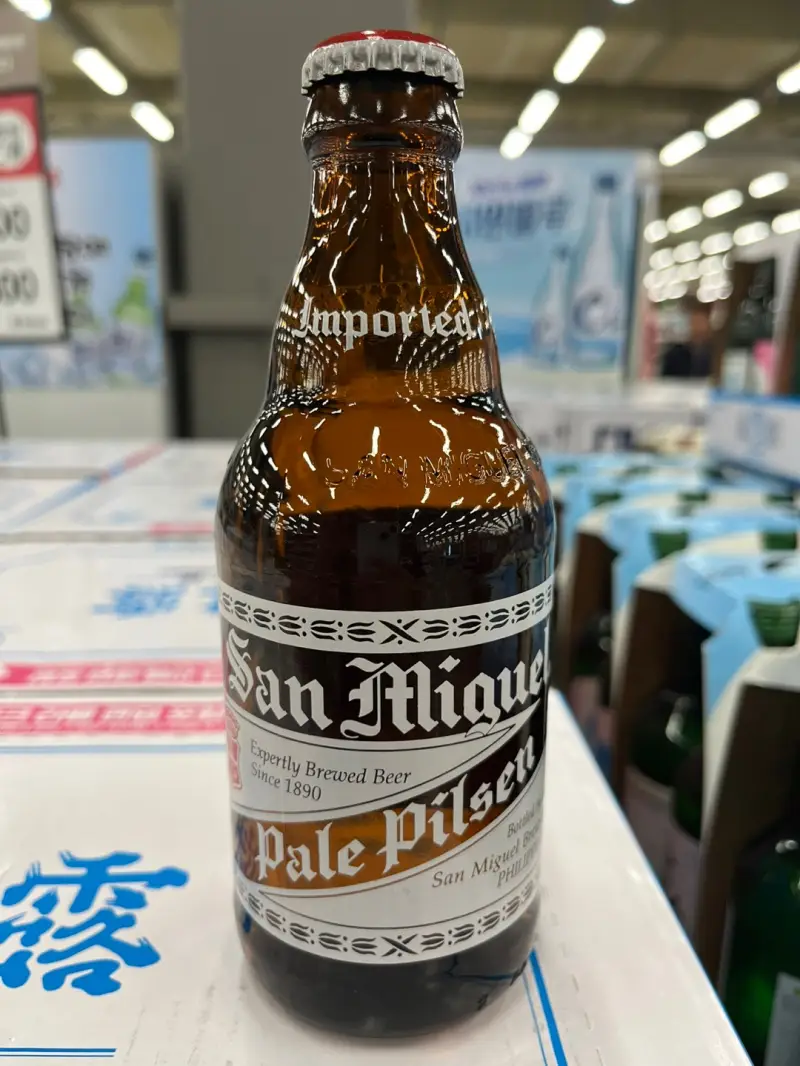 Imported
SAN MIGUEL
San Miguel
Expertly Brewed Beer
Since 1890
Pale Pilsen
San Miguel
露